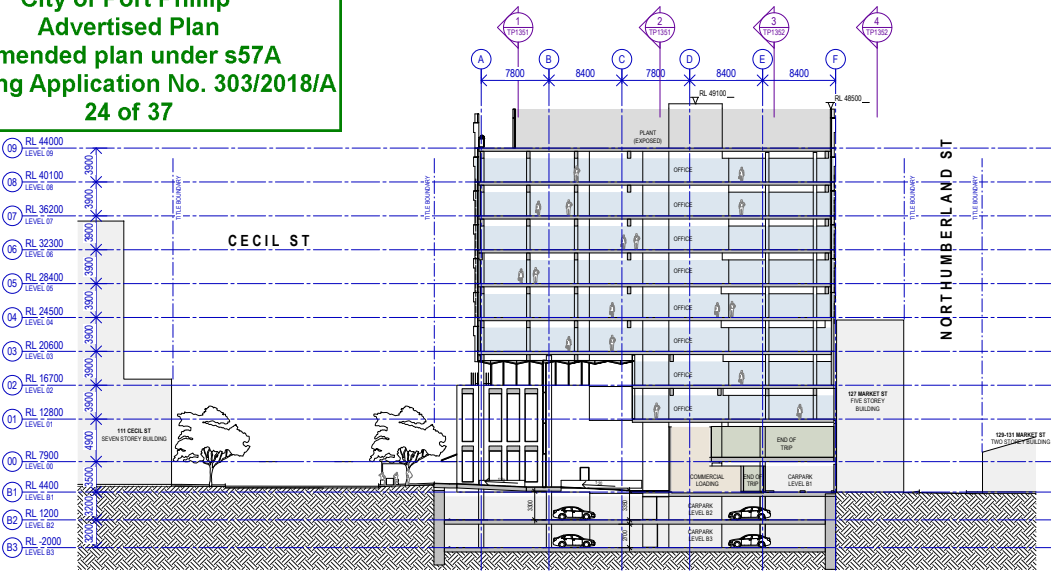 City of Port Phillip
Advertised Plan
mended plan under s57A
ng Application No. 303/2018/A
24 of 37
1
TP1351
2
TP1351
3
TP1352
4
TP1352
A
B
C
D
E
F
7800
8400
7800
8400
8400
RL 49100
RL 48500
PLANT
(EXPOSED)
09 RL 44000
LEVEL 09
3900
08 RL 40100
LEVEL 08
3900
07 RL 36200
LEVEL 07
3900
06 RL 32300
LEVEL 06
3900
05 RL 28400
LEVEL 05
3900
04 RL 24500
LEVEL 04
3900
03 RL 20600
LEVEL 03
3900
02 RL 16700
LEVEL 02
3900
01 RL 12800
LEVEL 01
4900
00 RL 7900
LEVEL 00
3500
B1 RL 4400
LEVEL B1
3200
B2 RL 1200
LEVEL B2
3200
B3 RL -2000
LEVEL B3
TITLE BOUNDARY
TITLE BOUNDARY
CECIL ST
OFFICE
OFFICE
OFFICE
OFFICE
OFFICE
OFFICE
OFFICE
OFFICE
TITLE BOUNDARY
NORTHUMBERLAND ST
TITLE BOUNDARY
111 CECIL ST
SEVEN STOREY BUILDING
127 MARKET ST
FIVE STOREY
BUILDING
129-131 MARKET ST
TWO STOREY BUILDING
END OF
TRIP
COMMERCIAL
LOADING
END OF
TRIP
CARPARK
LEVEL B1
CARPARK
LEVEL B2
CARPARK
LEVEL B3
3300